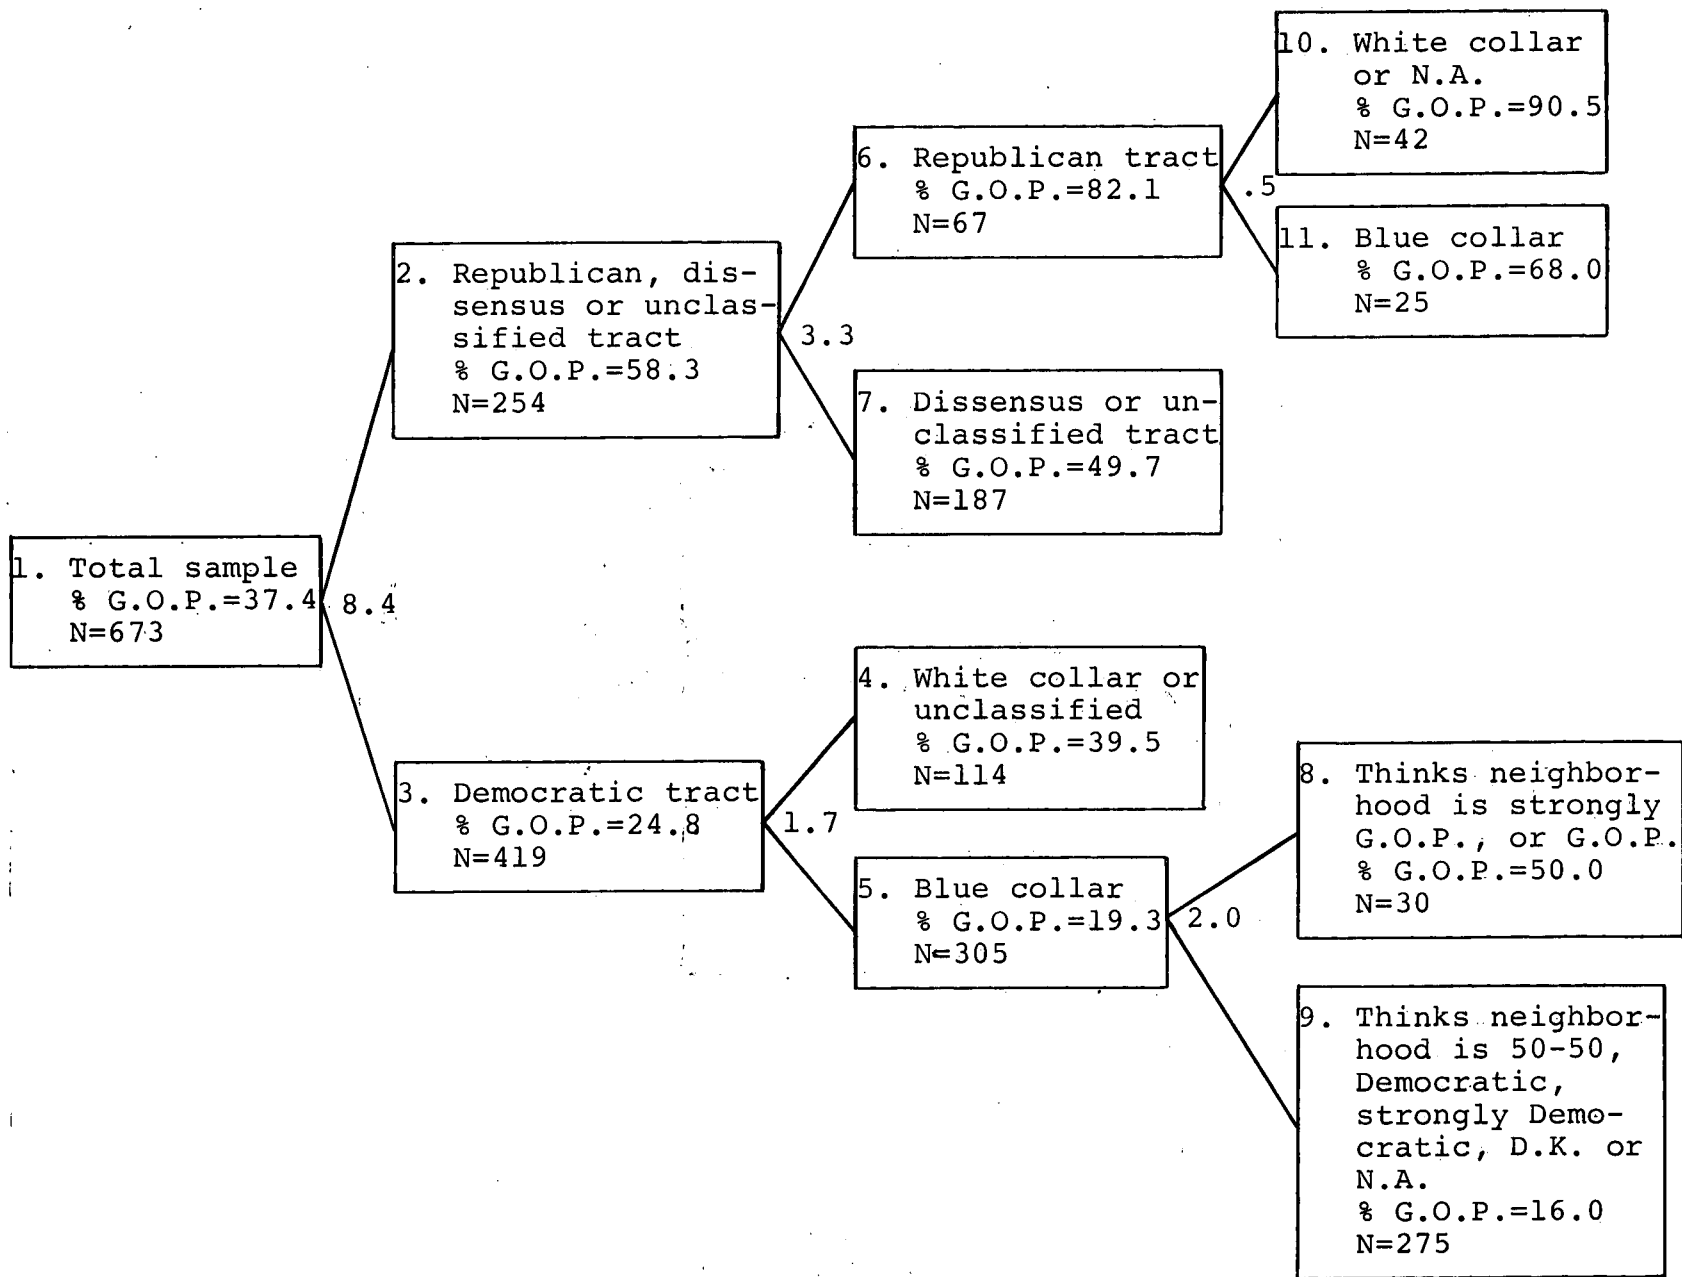 1. Total sample
% G.O.P.=37.4
N=673
8.4
2. Republican, dis-
sensus or unclas-
sified tract
% G.O.P.=58.3
N=254
3.3
3. Democratic tract
% G.O.P.=24.8
N=419
1.7
6. Republican tract
% G.O.P.=82.1
N=67
.5
7. Dissensus or un-
classified tract
% G.O.P.=49.7
N=187
4. White collar or
unclassified
% G.O.P.=39.5
N=114
5. Blue collar
% G.O.P.=19.3
N=305
2.0
10. White collar
or N.A.
% G.O.P.=90.5
N=42
11. Blue collar
% G.O.P.=68.0
N=25
8. Thinks neighbor-
hood is strongly
G.O.P., or G.O.P.
% G.O.P.=50.0
N=30
9. Thinks neighbor-
hood is 50-50,
Democratic,
strongly Demo-
cratic, D.K. or
N.A.
% G.O.P.=16.0
N=275